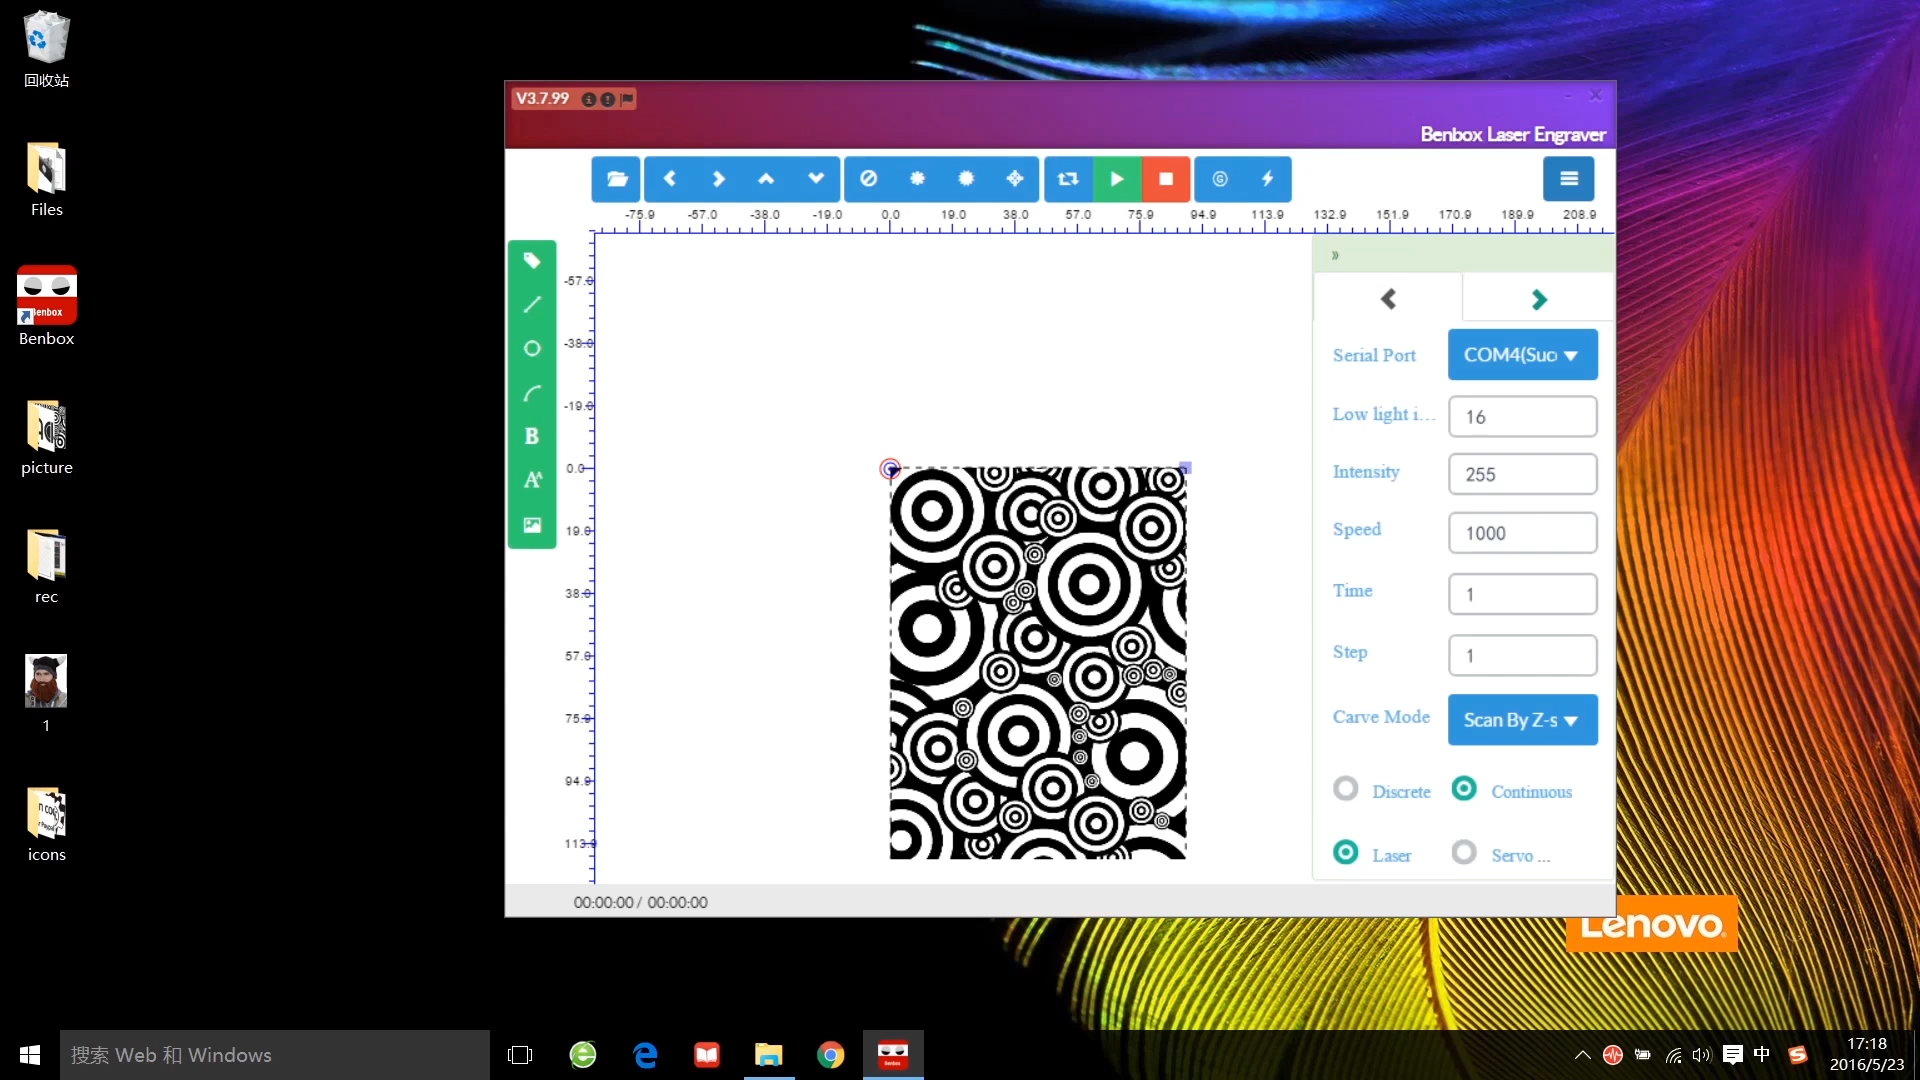 回收站
Files
Benbox
Benbox
picture
rec
1
icons
V3.7.99
Benbox Laser Engraver
-75.9 -57.0 -38.0 -19.0 0.0 19.0 38.0 57.0 75.9 94.9 113.9 132.9 151.9 170.9 189.9 208.9
-57.0
-38.0
-19.0
0.0
19.0
38.0
57.0
75.9
94.9
113.9
B
AA
»
Serial Port COM4(Suc
Low light i... 16
Intensity 255
Speed 1000
Time 1
Step 1
Carve Mode Scan By Z-s
Discrete Continuous
Laser Servo ...
00:00:00 / 00:00:00
Lenovo
搜索 Web 和 Windows
Benbox
中
17:18
2016/5/23